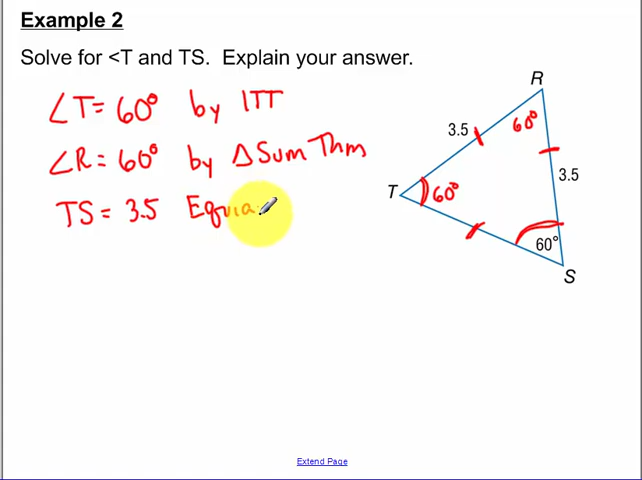 Example 2
Solve for <T and TS. Explain your answer.
∠T = 60° by ITT
∠R = 60° by △ Sum Thm
TS = 3.5 Equia
R
3.5
60°
3.5
T
60°
60°
S
Extend Page